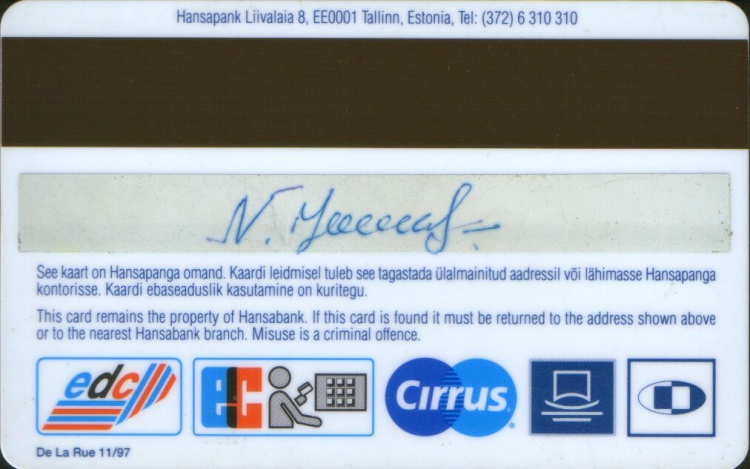 Hansapank Liivalaia 8, EE0001 Tallinn, Estonia, Tel: (372) 6 310 310
N.
See kaart on Hansapanga omand. Kaardi leidmisel tuleb see tagastada ülalmainitud aadressil või lähimasse Hansapanga
kontorisse. Kaardi ebaseaduslik kasutamine on kuritegu.
This card remains the property of Hansabank. If this card is found it must be returned to the address shown above
or to the nearest Hansabank branch. Misuse is a criminal offence.
edc ec Cirrus.
De La Rue 11/97